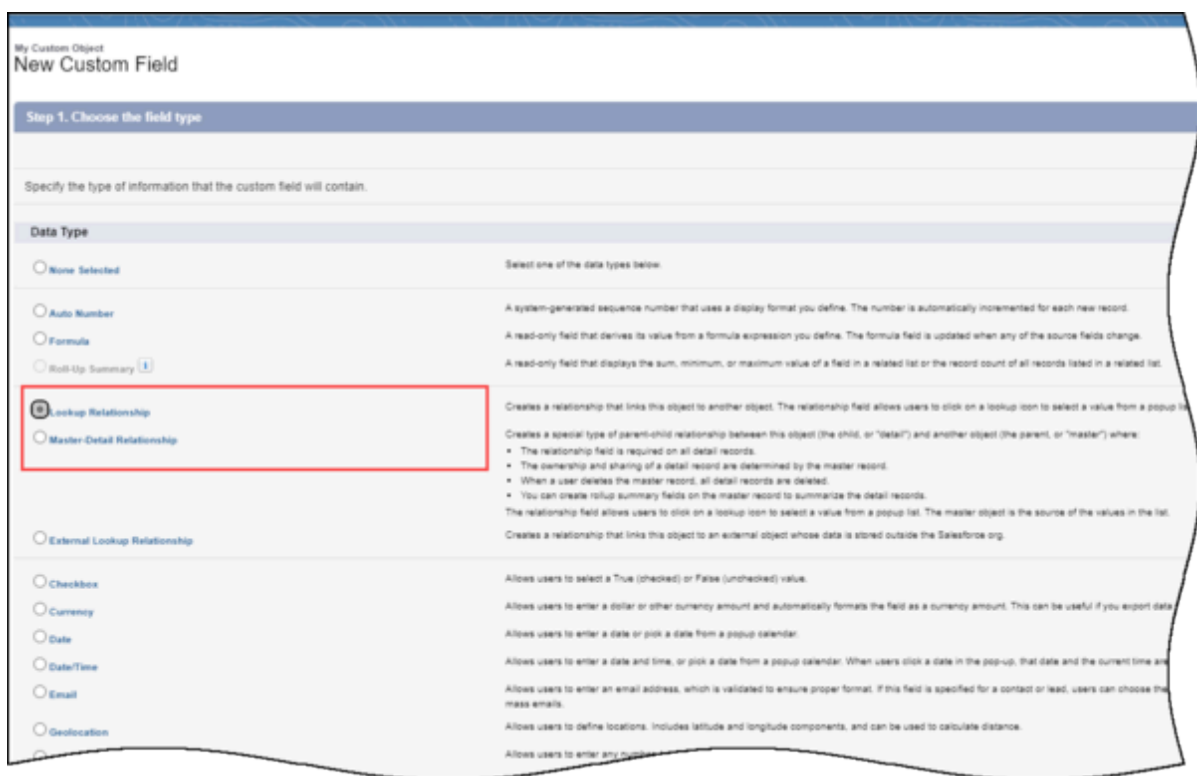 My Custom Object
New Custom Field
Step 1. Choose the field type
Specify the type of information that the custom field will contain.
Data Type
None Selected Select one of the data types below.
Auto Number A system-generated sequence number that uses a display format you define. The number is automatically incremented for each new record.
Formula A read-only field that derives its value from a formula expression you define. The formula field is updated when any of the source fields change.
Roll-Up Summary i A read-only field that displays the sum, minimum, or maximum value of a field in a related list or the record count of all records listed in a related list.
Lookup Relationship Creates a relationship that links this object to another object. The relationship field allows users to click on a lookup icon to select a value from a popup
Master-Detail Relationship Creates a special type of parent-child relationship between this object (the child, or "detail") and another object (the parent, or "master") where:
• The relationship field is required on all detail records.
• The ownership and sharing of a detail record are determined by the master record.
• When a user deletes the master record, all detail records are deleted.
• You can create rollup summary fields on the master record to summarize the detail records.
The relationship field allows users to click on a lookup icon to select a value from a popup list. The master object is the source of the values in the list.
External Lookup Relationship Creates a relationship that links this object to an external object whose data is stored outside the Salesforce org.
Checkbox Allows users to select a True (checked) or False (unchecked) value.
Currency Allows users to enter a dollar or other currency amount and automatically formats the field as a currency amount. This can be useful if you export data
Date Allows users to enter a date or pick a date from a popup calendar.
Date/Time Allows users to enter a date and time, or pick a date from a popup calendar. When users click a date in the pop-up, that date and the current time are
Email Allows users to enter an email address, which is validated to ensure proper format. If this field is specified for a contact or lead, users can choose the
mass emails.
Geolocation Allows users to define locations. Includes latitude and longitude components, and can be used to calculate distance.
Allows users to enter any number